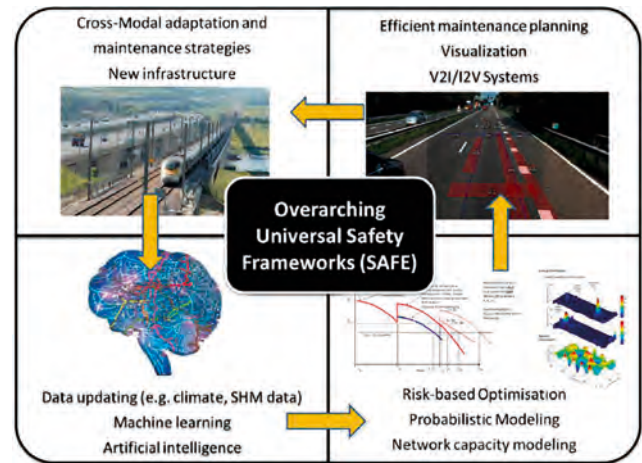 Cross-Modal adaptation and
maintenance strategies
New infrastructure
Efficient maintenance planning
Visualization
V2I/I2V Systems
Overarching
Universal Safety
Frameworks (SAFE)
Data updating (e.g. climate, SHM data)
Machine learning
Artificial intelligence
Risk-based Optimisation
Probabilistic Modeling
Network capacity modeling